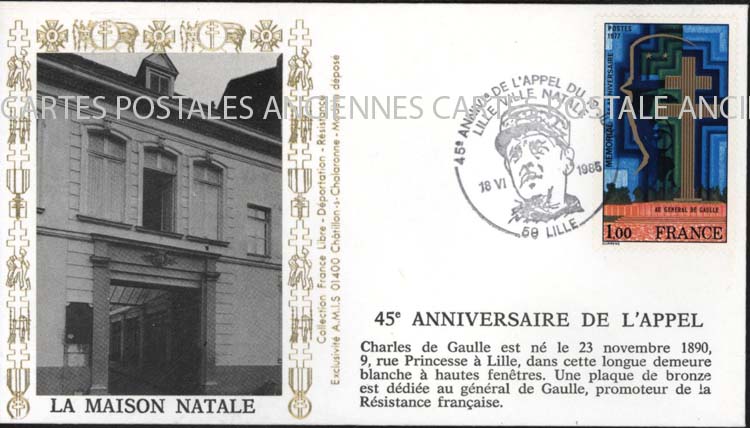 CARTES POSTALES ANCIENNES CARTES POSTALES ANCI
LA MAISON NATALE
Collection France Libre - Déportation - Résistance
Exclusivité A.M.I.S 01400 Châtillon-s-Chalaronne - Modèle déposé
45e ANNIV. DE L'APPEL DU 18
LILLE VILLE NATALE
18 VI 1985
59 LILLE
POSTES 1977
MEMORIAL ANNIVERSAIRE
AU GENERAL DE GAULLE
1,00 FRANCE
45e ANNIVERSAIRE DE L'APPEL
Charles de Gaulle est né le 23 novembre 1890,
9, rue Princesse à Lille, dans cette longue demeure
blanche à hautes fenêtres. Une plaque de bronze
est dédiée au général de Gaulle, promoteur de la
Résistance française.